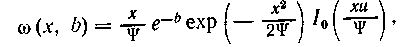 ω(x, b) = x/Ψ e^{-b} exp(− x²/2Ψ) I₀(xu/Ψ),